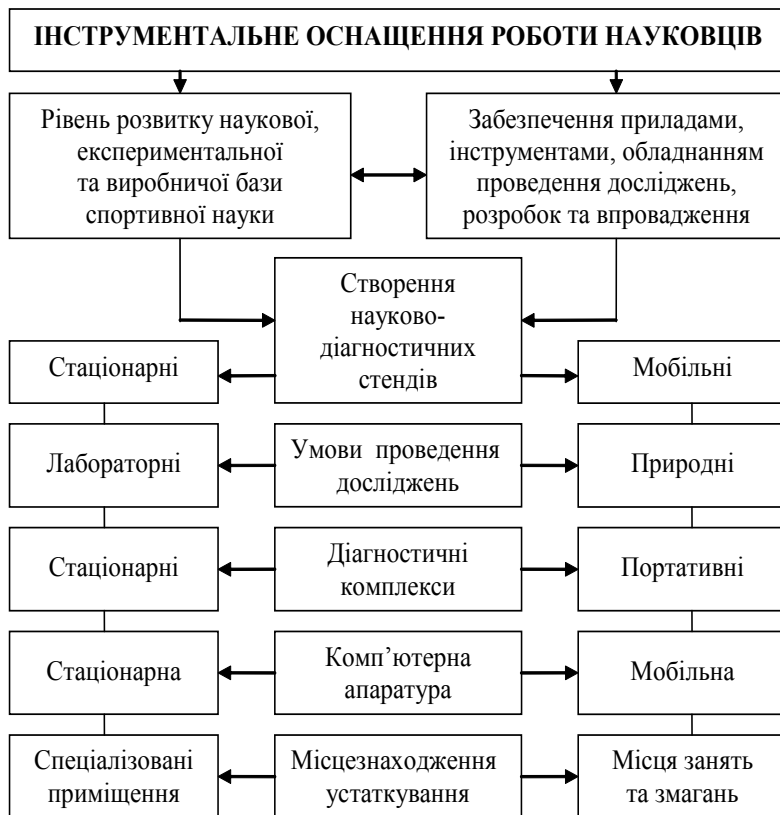 ІНСТРУМЕНТАЛЬНЕ ОСНАЩЕННЯ РОБОТИ НАУКОВЦІВ
Рівень розвитку наукової,
експериментальної
та виробничої бази
спортивної науки
Забезпечення приладами,
інструментами, обладнанням
проведення досліджень,
розробок та впровадження
Створення
науково-
діагностичних
стендів
Стаціонарні
Мобільні
Лабораторні
Умови проведення
досліджень
Природні
Стаціонарні
Діагностичні
комплекси
Портативні
Стаціонарна
Комп’ютерна
апаратура
Мобільна
Спеціалізовані
приміщення
Місцезнаходження
устаткування
Місця занять
та змагань